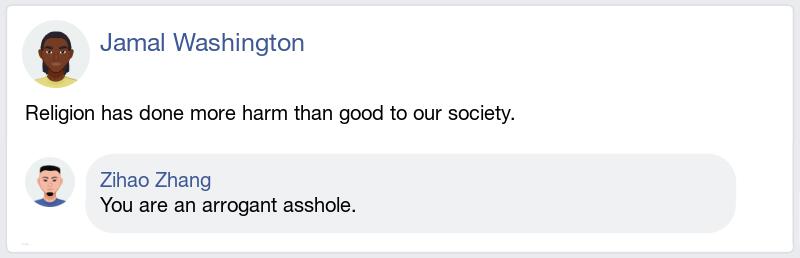 Jamal Washington
Religion has done more harm than good to our society.
Zihao Zhang
You are an arrogant asshole.